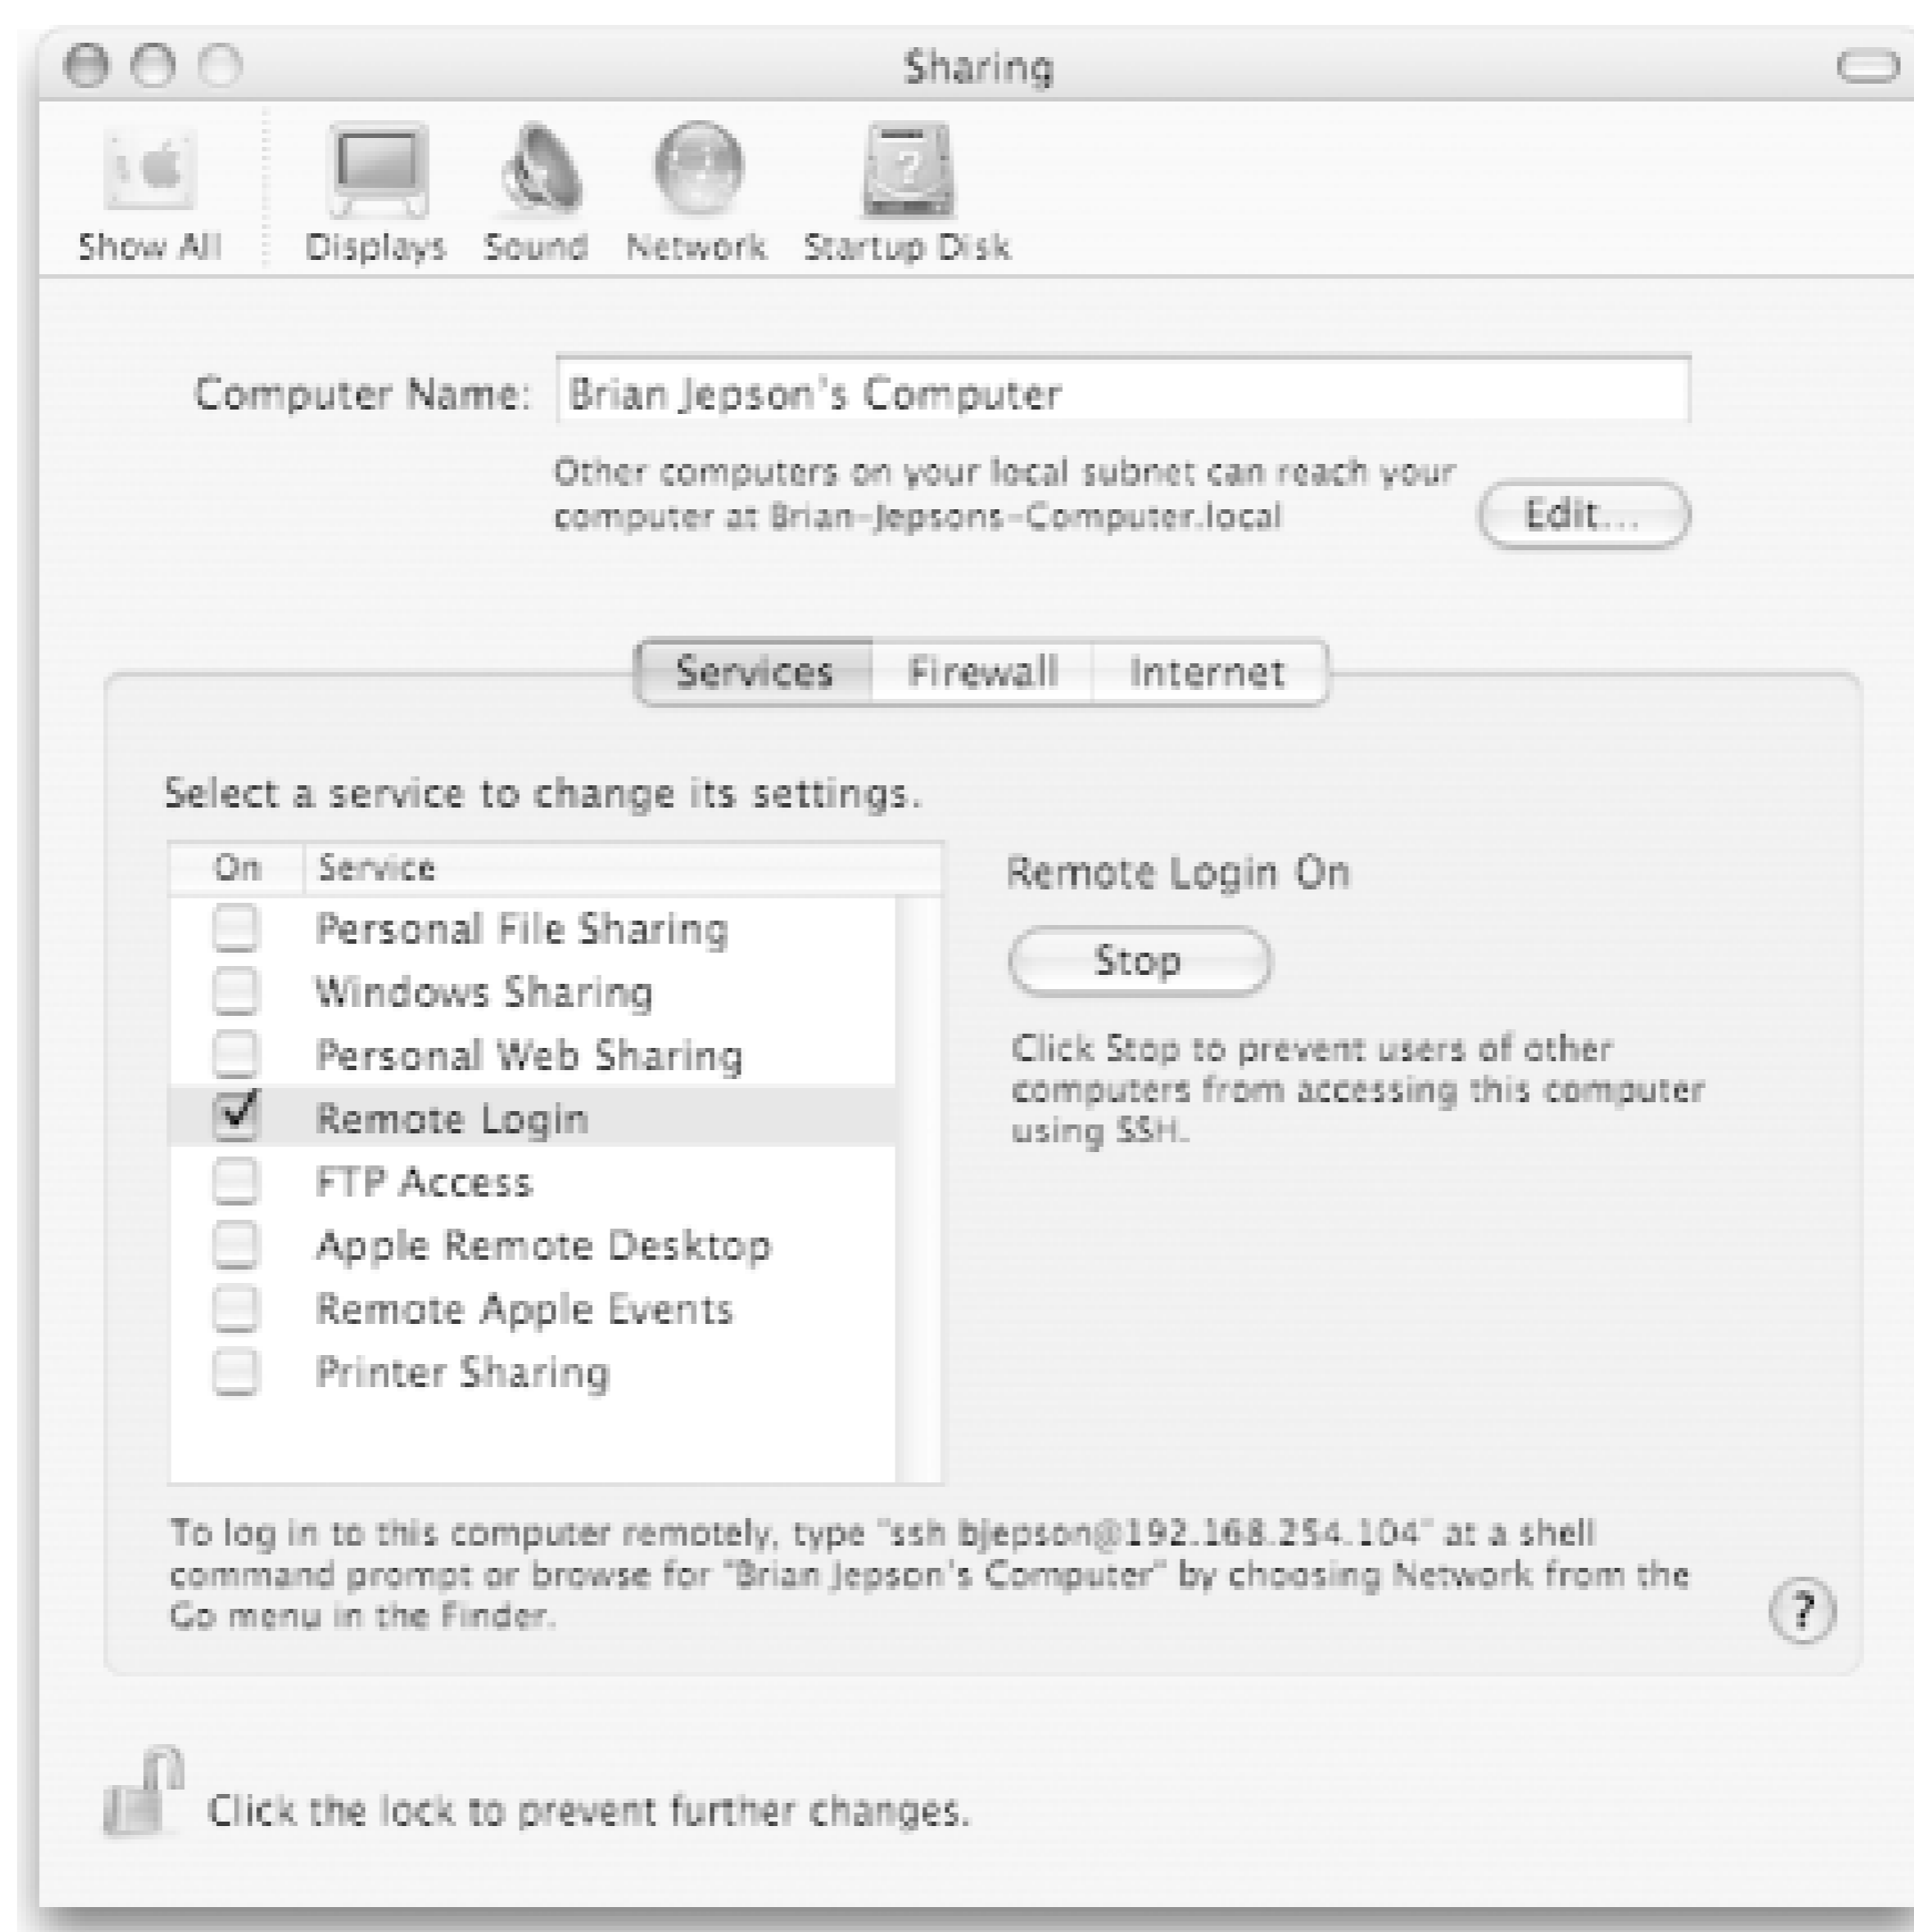 Sharing
Show All
Displays
Sound
Network
Startup Disk
Computer Name: Brian Jepson's Computer
Other computers on your local subnet can reach your
computer at Brian-Jepsons-Computer.local
Edit...
Services
Firewall
Internet
Select a service to change its settings.
On
Service
Personal File Sharing
Windows Sharing
Personal Web Sharing
Remote Login
FTP Access
Apple Remote Desktop
Remote Apple Events
Printer Sharing
Remote Login On
Stop
Click Stop to prevent users of other
computers from accessing this computer
using SSH.
To log in to this computer remotely, type "ssh bjepson@192.168.254.104" at a shell
command prompt or browse for "Brian Jepson's Computer" by choosing Network from the
Go menu in the Finder.
?
Click the lock to prevent further changes.